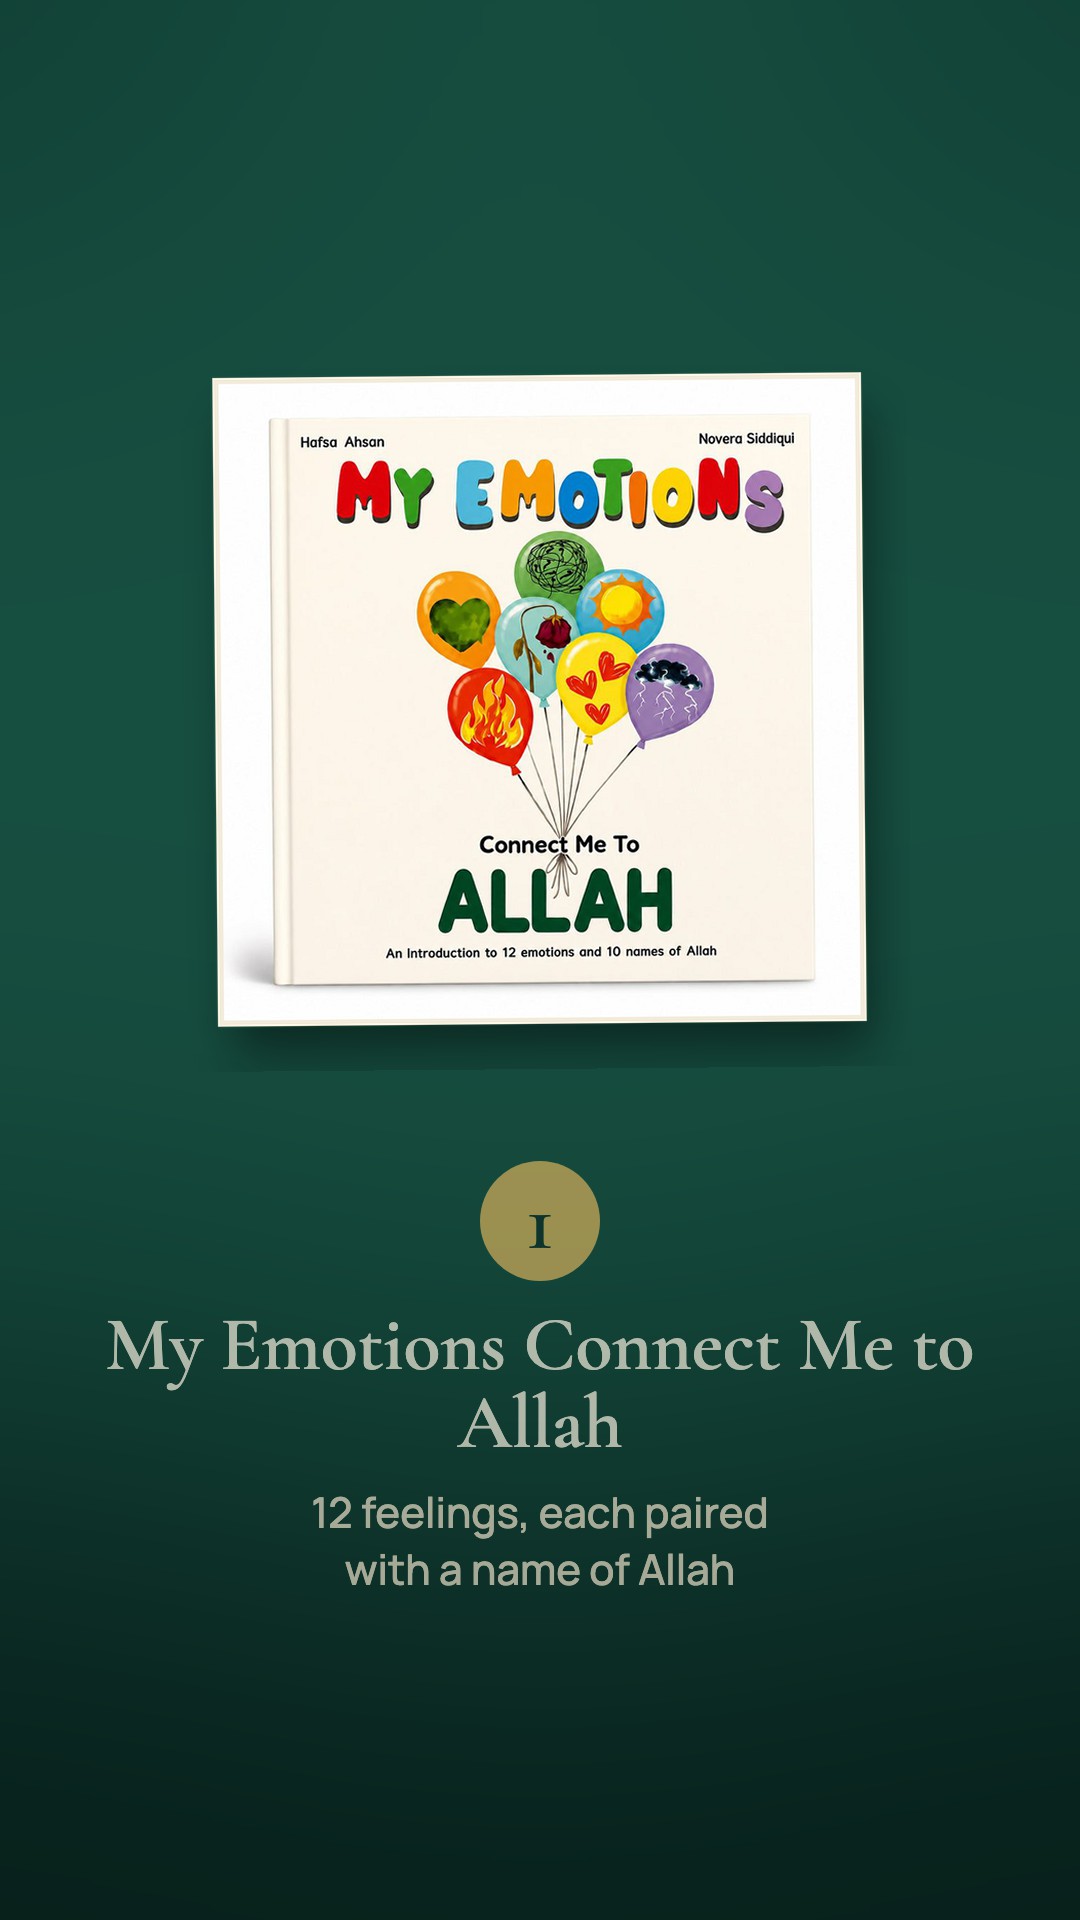 Hafsa Ahsan
Novera Siddiqui
MY EMOTIONS
Connect Me To
ALLAH
An Introduction to 12 emotions and 10 names of Allah
1
My Emotions Connect Me to
Allah
12 feelings, each paired
with a name of Allah